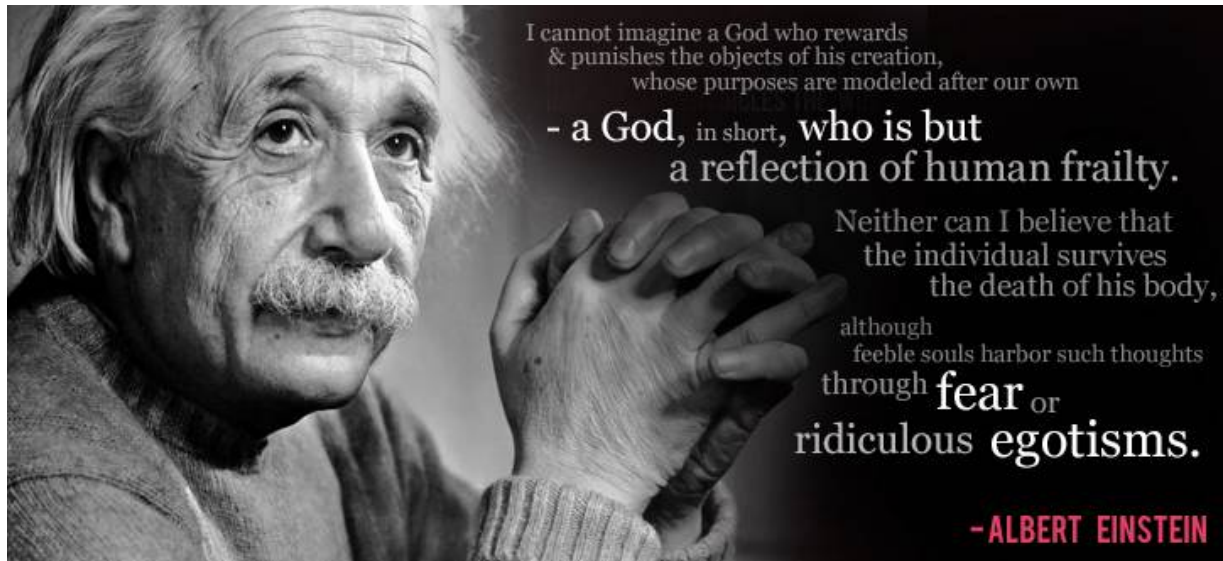 I cannot imagine a God who rewards
& punishes the objects of his creation,
whose purposes are modeled after our own
- a God, in short, who is but
a reflection of human frailty.
Neither can I believe that
the individual survives
the death of his body,
although
feeble souls harbor such thoughts
through fear or
ridiculous egotisms.
-ALBERT EINSTEIN